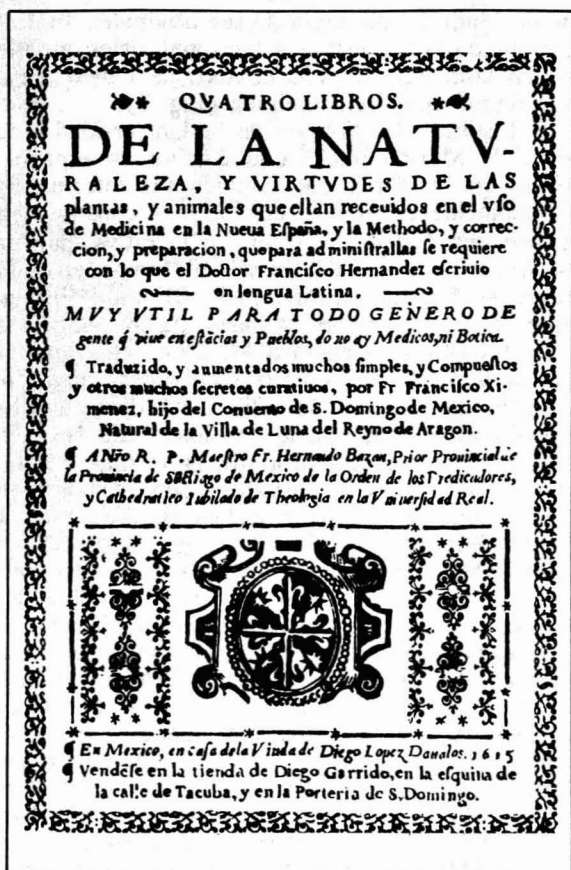 QVATRO LIBROS.
DE LA NATV-
RALEZA, Y VIRTVDES DE LAS
plantas, y animales que eſtan receuidos en el vſo
de Medicina en la Nueua Eſpaña, y la Methodo, y correc-
cion, y preparacion, que para adminiſtrallas ſe requiere
con lo que el Doctor Franciſco Hernandez eſcriuio
en lengua Latina.
MVY VTIL PARA TODO GENERO DE
gente q̃ viue en eſtãcias y Pueblos, do no ay Medicos, ni Botica.
¶ Traduzido, y aumentados muchos ſimples, y Compueſtos
y otros muchos ſecretos curatiuos, por Fr Franciſco Xi-
menez, hijo del Conuento de S. Domingo de Mexico,
Natural de la Villa de Luna del Reyno de Aragon.
¶ A Nr̃o R. P. Maeſtro Fr. Hernando Bazan, Prior Prouincial de
la Prouincia de Sãctiago de Mexico de la Orden de los Predicadores,
y Cathedratico Iubilado de Theologia en la Vniuerſidad Real.
¶ En Mexico, en caſa de la Viuda de Diego Lopez Daualos. 1615
¶ Vendẽſe en la tienda de Diego Garrido, en la eſquina de
la calle de Tacuba, y en la Porteria de S. Domingo.